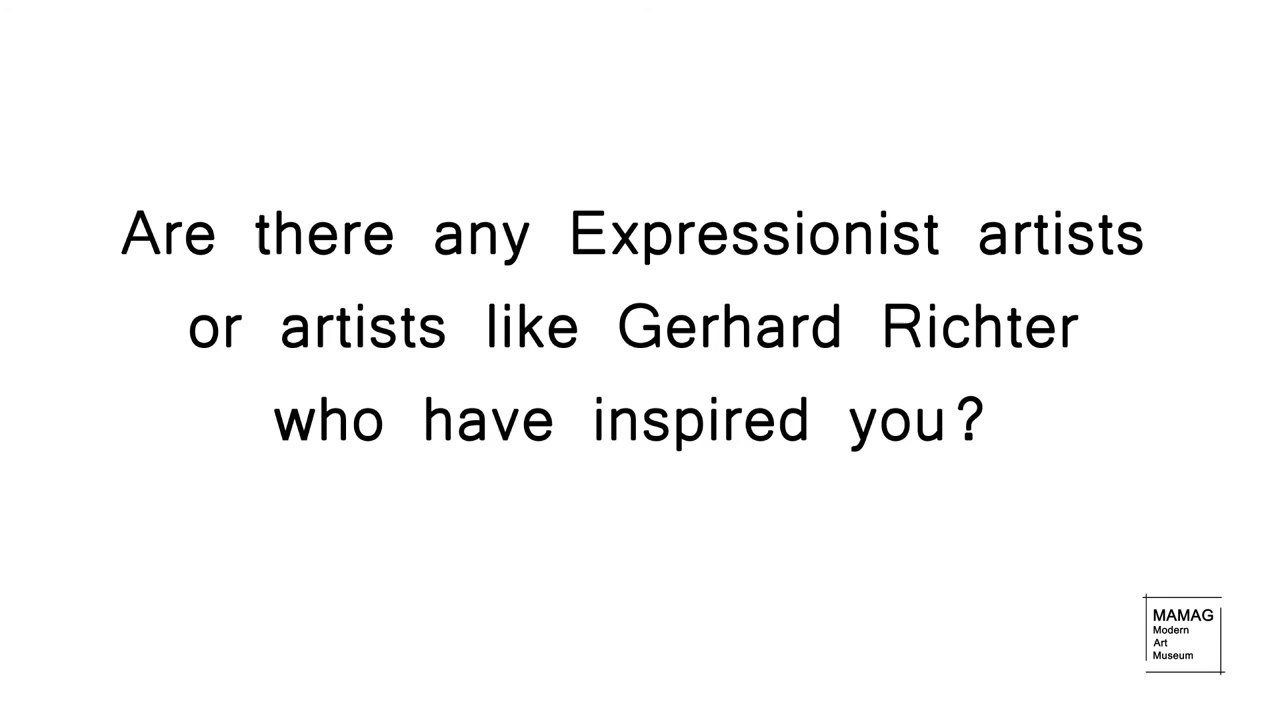 Are there any Expressionist artists
or artists like Gerhard Richter
who have inspired you?
MAMAG
Modern
Art
Museum